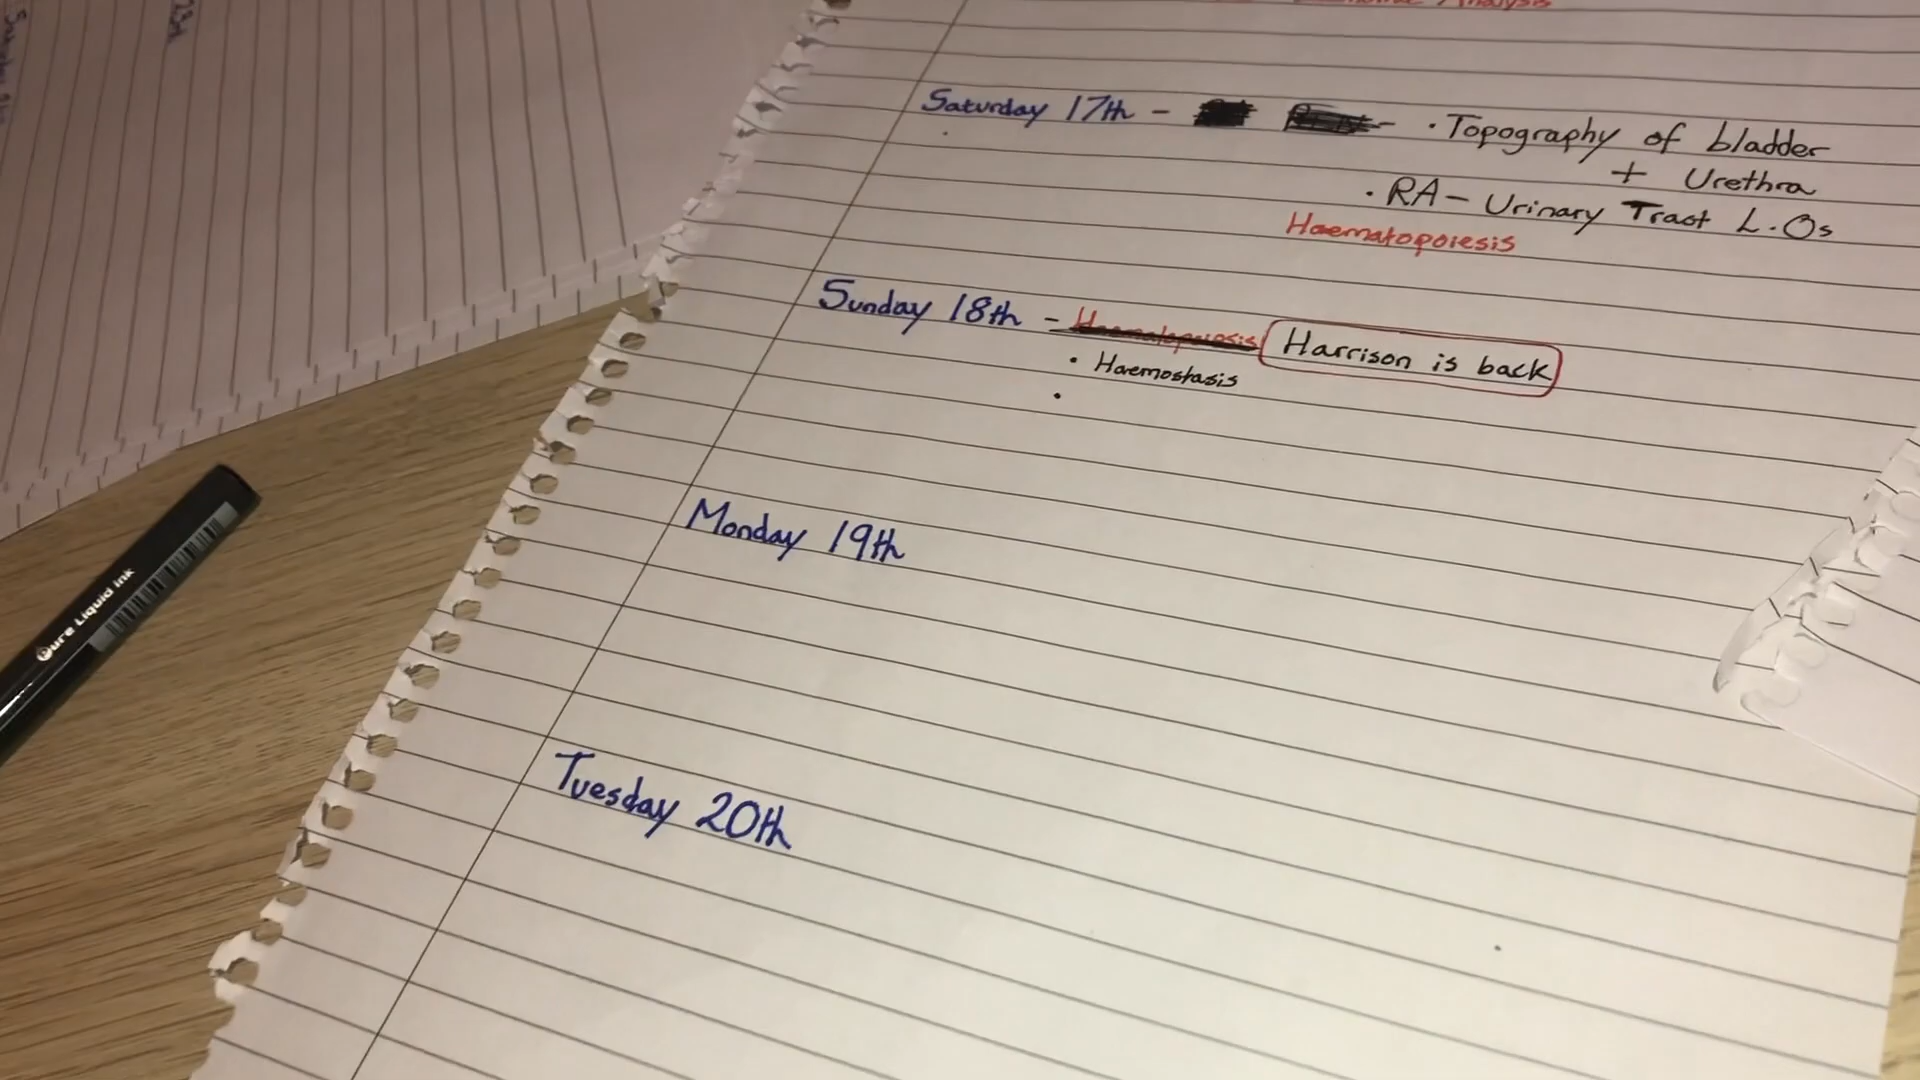 Analysis
Saturday 17th - - • Topography of bladder
+ Urethra
• RA - Urinary Tract L.Os
Haematopoiesis
Sunday 18th - Haematopoiesis Harrison is back
• Haemostasis
•
Monday 19th
Tuesday 20th
Pure Liquid Ink